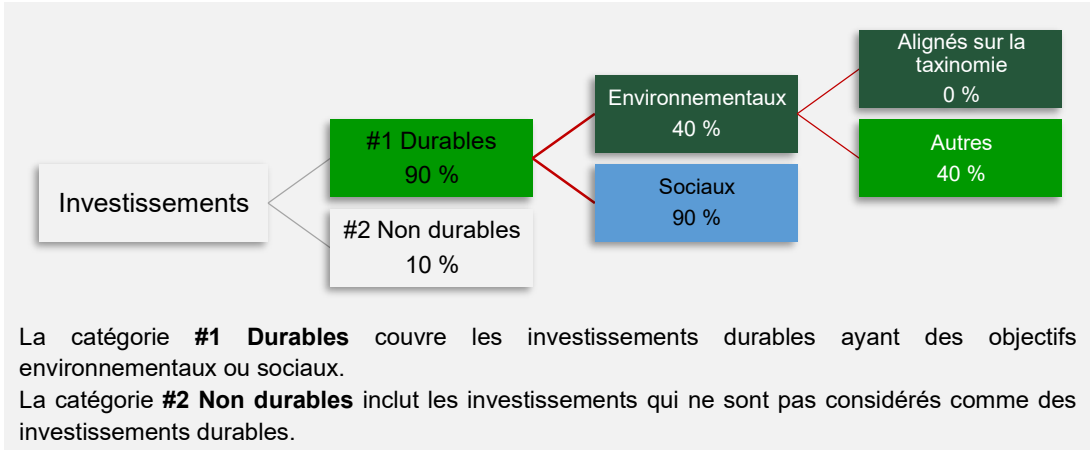 Investissements
#1 Durables
90 %
#2 Non durables
10 %
Environnementaux
40 %
Sociaux
90 %
Alignés sur la
taxinomie
0 %
Autres
40 %
La catégorie #1 Durables couvre les investissements durables ayant des objectifs
environnementaux ou sociaux.
La catégorie #2 Non durables inclut les investissements qui ne sont pas considérés comme des
investissements durables.